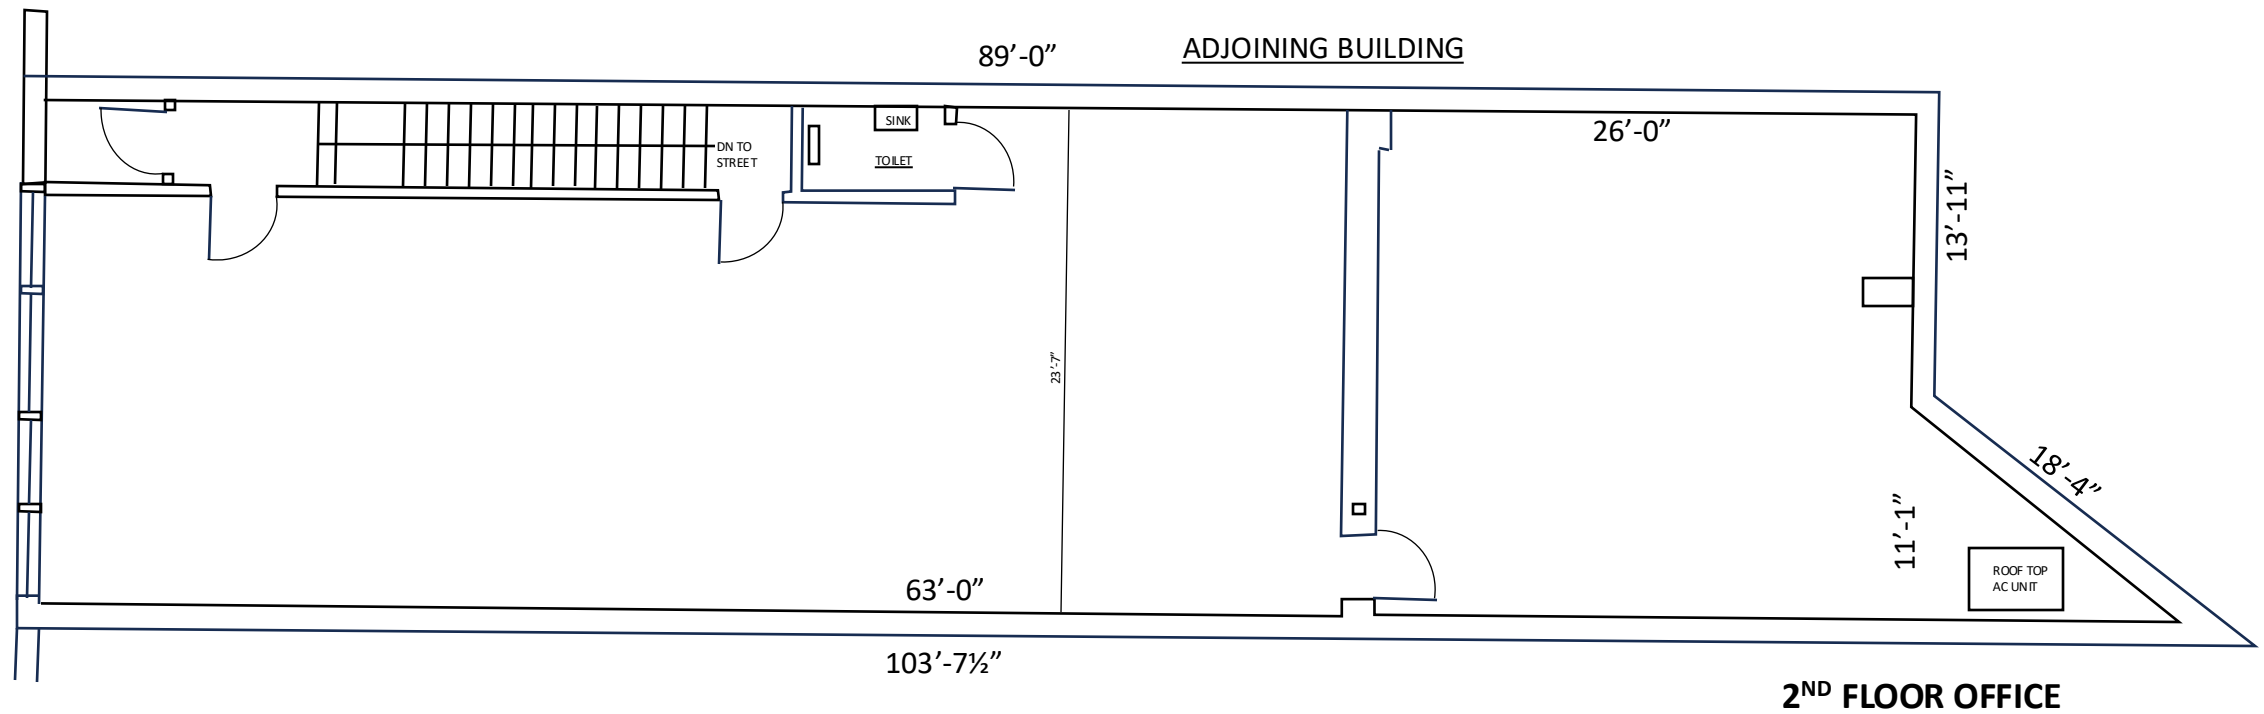 89’-0”
ADJOINING BUILDING
SINK
26’-0”
DN TO
STREET
TOILET
13’-11”
23’-7”
18’-4”
11’-1”
ROOF TOP
AC UNIT
63’-0”
103’-7½”
2ND FLOOR OFFICE